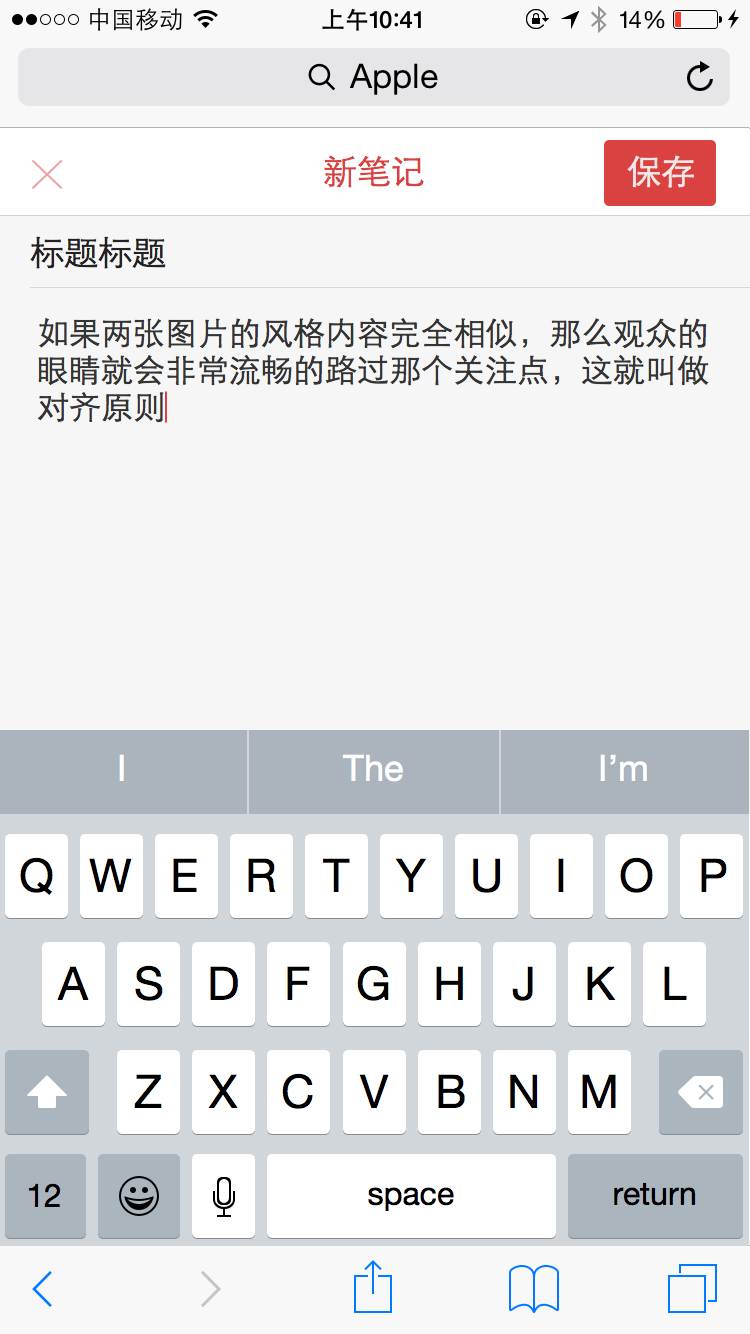 中国移动 上午10:41 14%
Apple
新笔记 保存
标题标题
如果两张图片的风格内容完全相似，那么观众的
眼睛就会非常流畅的路过那个关注点，这就叫做
对齐原则
I The I'm
Q W E R T Y U I O P
A S D F G H J K L
Z X C V B N M
12 space return